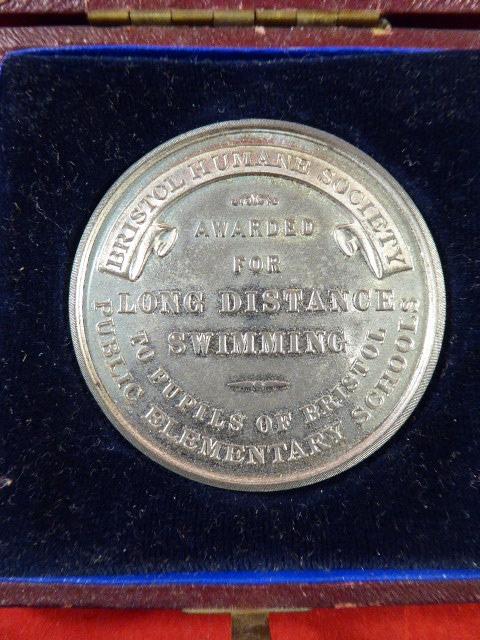 BRISTOL HUMANE SOCIETY
AWARDED
FOR
LONG DISTANCE
SWIMMING
TO PUPILS OF BRISTOL
PUBLIC ELEMENTARY SCHOOLS